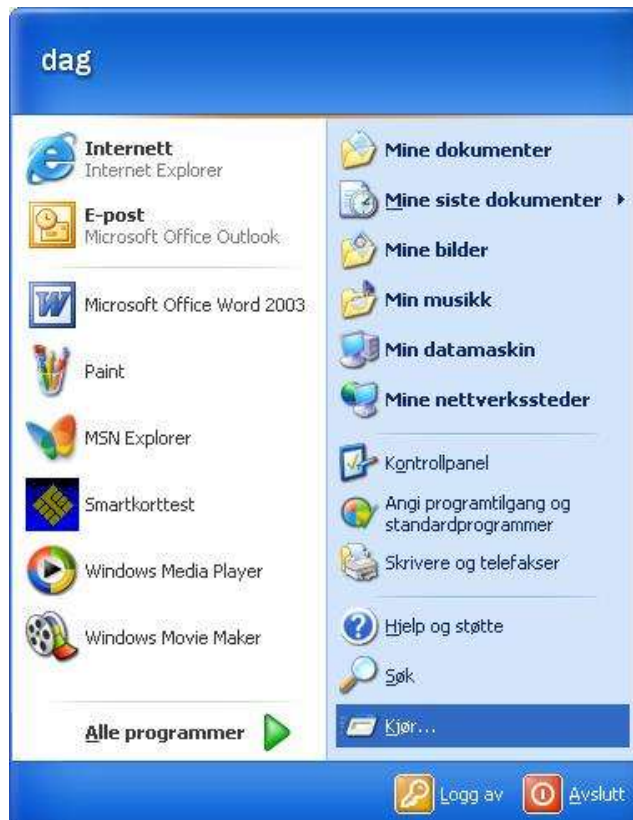 dag
Internett
Internet Explorer
E-post
Microsoft Office Outlook
Microsoft Office Word 2003
Paint
MSN Explorer
Smartkorttest
Windows Media Player
Windows Movie Maker
Alle programmer
Mine dokumenter
Mine siste dokumenter
Mine bilder
Min musikk
Min datamaskin
Mine nettverkssteder
Kontrollpanel
Angi programtilgang og
standardprogrammer
Skrivere og telefakser
Hjelp og støtte
Søk
Kjør...
Logg av
Avslutt